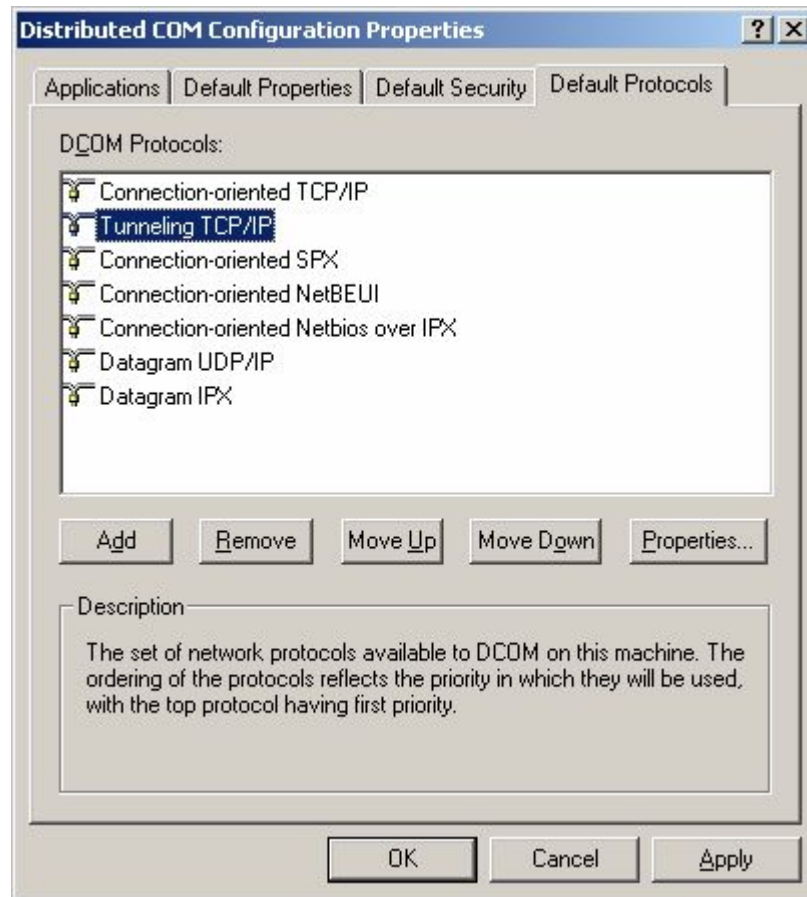 Distributed COM Configuration Properties
Applications
Default Properties
Default Security
Default Protocols
DCOM Protocols:
Connection-oriented TCP/IP
Tunneling TCP/IP
Connection-oriented SPX
Connection-oriented NetBEUI
Connection-oriented Netbios over IPX
Datagram UDP/IP
Datagram IPX
Add
Remove
Move Up
Move Down
Properties...
Description
The set of network protocols available to DCOM on this machine. The
ordering of the protocols reflects the priority in which they will be used,
with the top protocol having first priority.
OK
Cancel
Apply